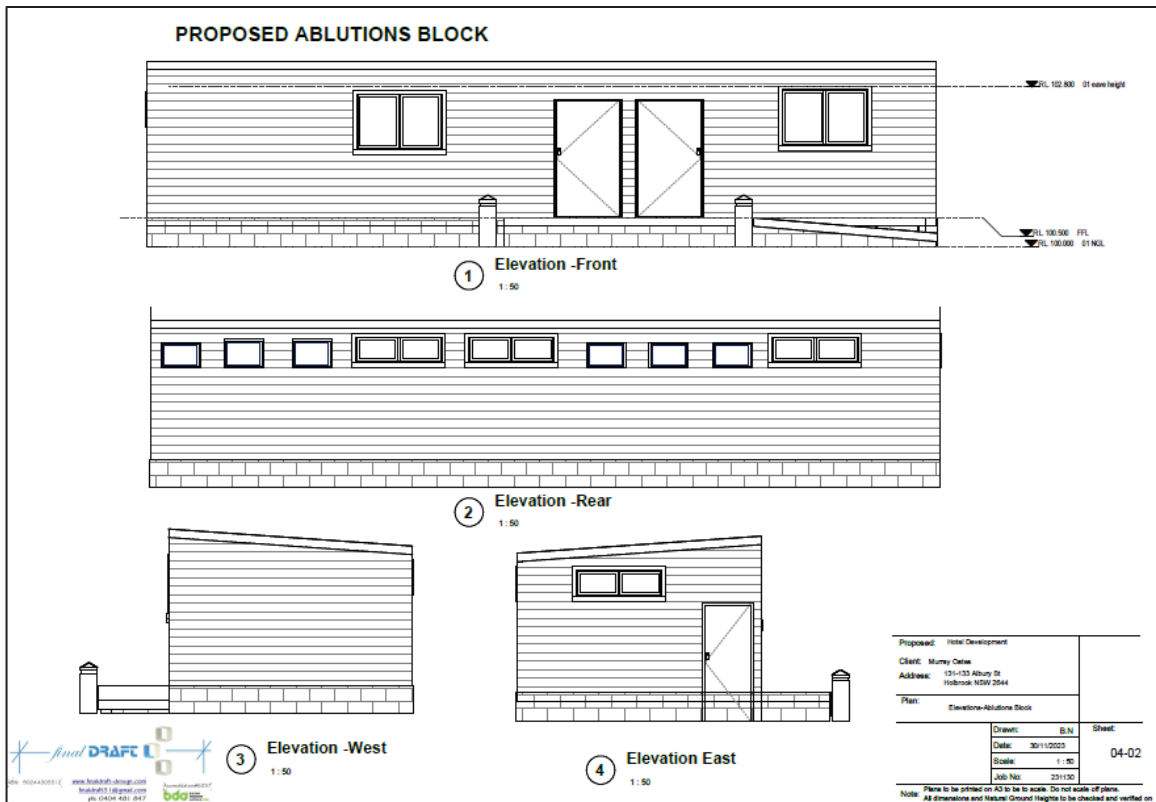 PROPOSED ABLUTIONS BLOCK
RL 102.800 01 eave height
RL 100.500 FFL
RL 100.000 01 NGL
1 Elevation -Front
1 : 50
2 Elevation -Rear
1 : 50
3 Elevation -West
1 : 50
4 Elevation East
1 : 50
final DRAFT
www.finaldraft-design.com
ph: 0404 481 847
bdaa
Proposed: Hotel Development
Client: Murray Oates
Address: 131-133 Albury St
Holbrook NSW 2644
Plan: Elevations-Ablutions Block
Drawn: B.N
Date: 30/11/2023
Scale: 1 : 50
Job No: 231130
Sheet:
04-02
Note: Plans to be printed on A3 to be to scale. Do not scale off plans.
All dimensions and Natural Ground Heights to be checked and verified on